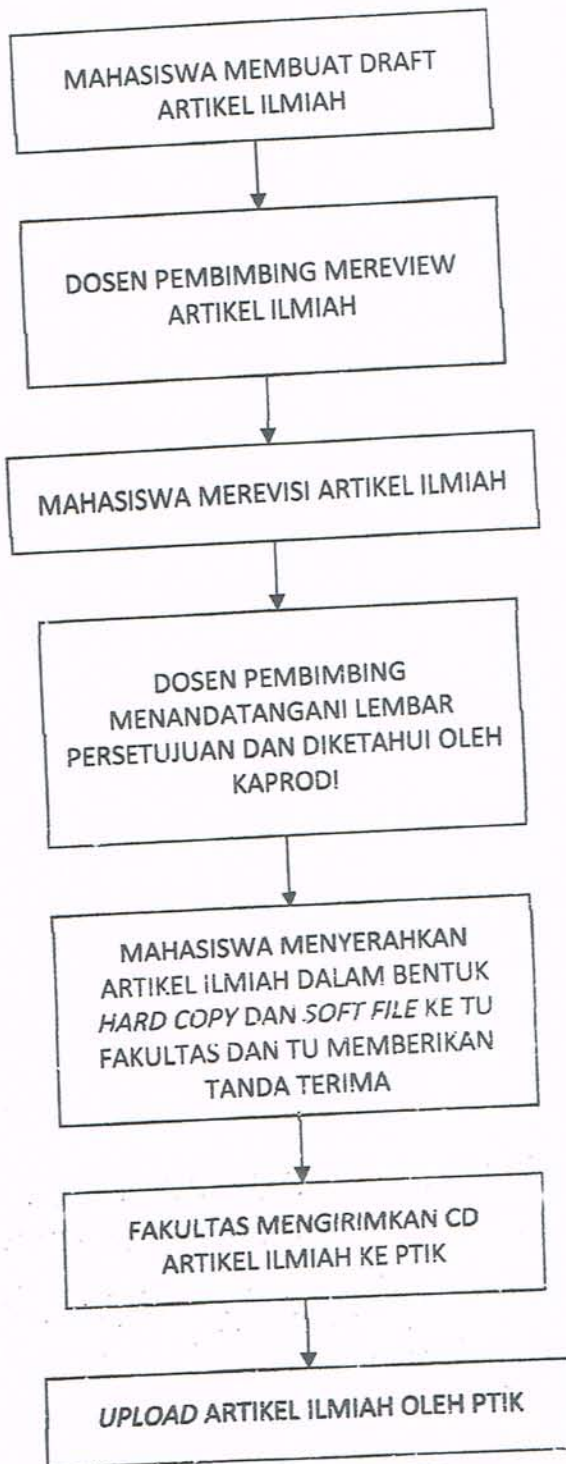 MAHASISWA MEMBUAT DRAFT
ARTIKEL ILMIAH
DOSEN PEMBIMBING MEREVIEW
ARTIKEL ILMIAH
MAHASISWA MEREVISI ARTIKEL ILMIAH
DOSEN PEMBIMBING
MENANDATANGANI LEMBAR
PERSETUJUAN DAN DIKETAHUI OLEH
KAPRODI
MAHASISWA MENYERAHKAN
ARTIKEL ILMIAH DALAM BENTUK
HARD COPY DAN SOFT FILE KE TU
FAKULTAS DAN TU MEMBERIKAN
TANDA TERIMA
FAKULTAS MENGIRIMKAN CD
ARTIKEL ILMIAH KE PTIK
UPLOAD ARTIKEL ILMIAH OLEH PTIK